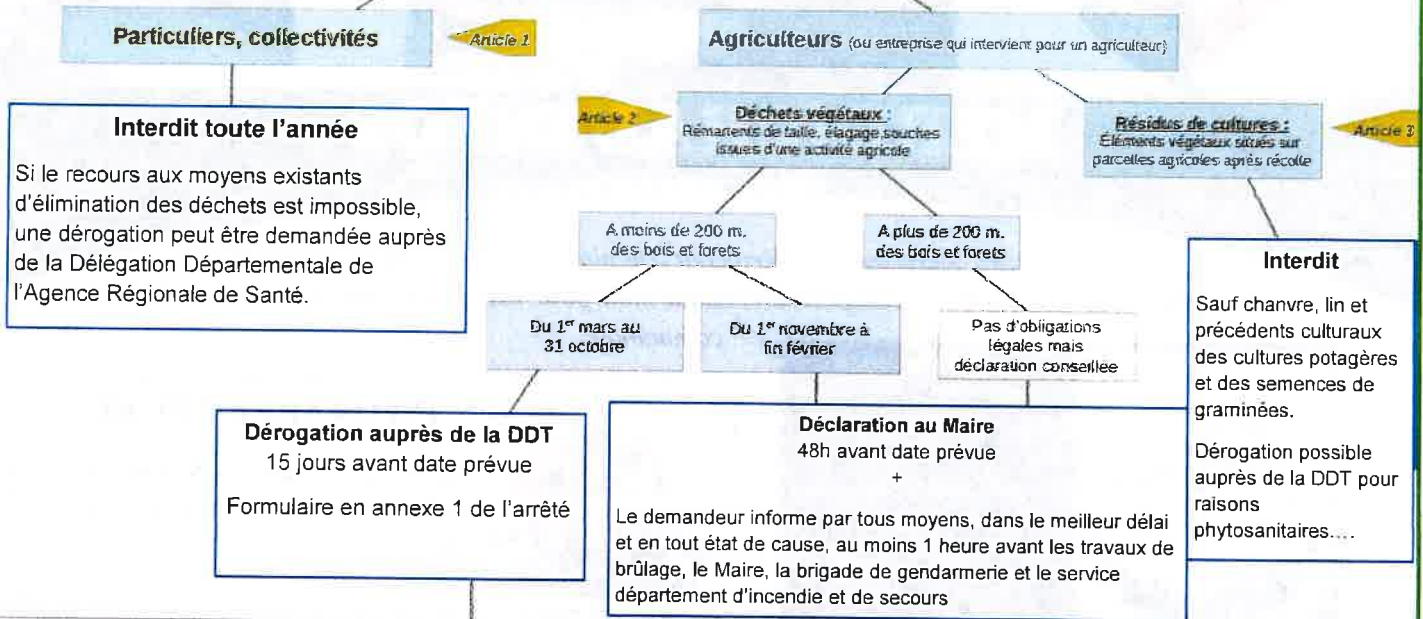 Particuliers, collectivités
Article 1
Agriculteurs (ou entreprise qui intervient pour un agriculteur)
Interdit toute l'année
Si le recours aux moyens existants
d'élimination des déchets est impossible,
une dérogation peut être demandée auprès
de la Délégation Départementale de
l'Agence Régionale de Santé.
Article 2
Déchets végétaux :
Rémanents de taille, élagage, souches
issues d'une activité agricole
Résidus de cultures :
Éléments végétaux situés sur
parcelles agricoles après récolte
Article 3
A moins de 200 m.
des bois et forets
A plus de 200 m.
des bois et forets
Du 1er mars au
31 octobre
Du 1er novembre à
fin février
Pas d'obligations
légales mais
déclaration conseillée
Interdit
Sauf chanvre, lin et
précédents culturaux
des cultures potagères
et des semences de
graminées.
Dérogation possible
auprès de la DDT pour
raisons
phytosanitaires....
Dérogation auprès de la DDT
15 jours avant date prévue
Formulaire en annexe 1 de l'arrêté
Déclaration au Maire
48h avant date prévue
+
Le demandeur informe par tous moyens, dans le meilleur délai
et en tout état de cause, au moins 1 heure avant les travaux de
brûlage, le Maire, la brigade de gendarmerie et le service
département d'incendie et de secours